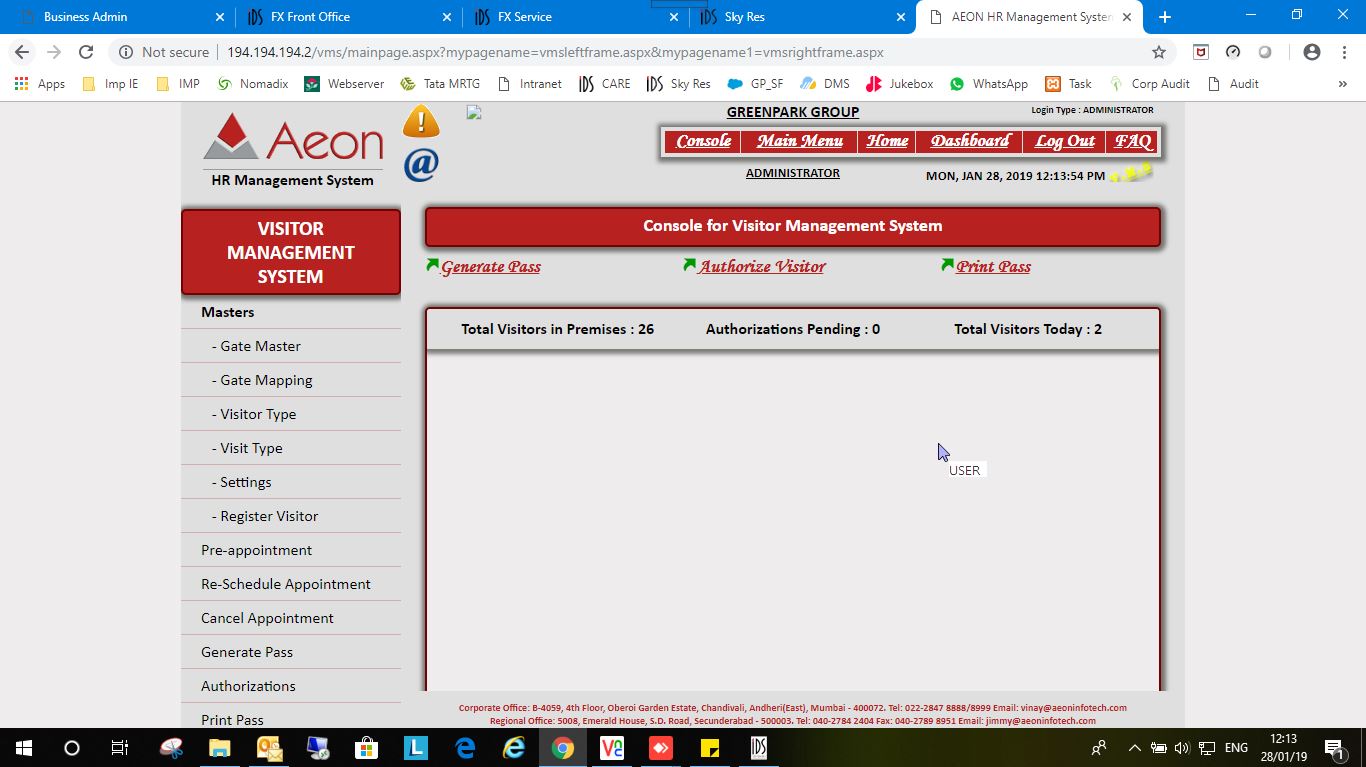 Business Admin
FX Front Office
FX Service
Sky Res
AEON HR Management System
Not secure
194.194.194.2/vms/mainpage.aspx?mypagename=vmsleftframe.aspx&mypagename1=vmsrightframe.aspx
Apps
Imp IE
IMP
Nomadix
Webserver
Tata MRTG
Intranet
IDS CARE
IDS Sky Res
GP_SF
DMS
Jukebox
WhatsApp
Task
Corp Audit
Audit
»
Aeon
HR Management System
GREENPARK GROUP
Login Type : ADMINISTRATOR
Console
Main Menu
Home
Dashboard
Log Out
FAQ
ADMINISTRATOR
MON, JAN 28, 2019 12:13:54 PM
VISITOR
MANAGEMENT
SYSTEM
Masters
- Gate Master
- Gate Mapping
- Visitor Type
- Visit Type
- Settings
- Register Visitor
Pre-appointment
Re-Schedule Appointment
Cancel Appointment
Generate Pass
Authorizations
Print Pass
Console for Visitor Management System
Generate Pass
Authorize Visitor
Print Pass
Total Visitors in Premises : 26
Authorizations Pending : 0
Total Visitors Today : 2
USER
Corporate Office: B-4059, 4th Floor, Oberoi Garden Estate, Chandivali, Andheri(East), Mumbai - 400072. Tel: 022-2847 8888/8999 Email: vinay@aeoninfotech.com
Regional Office: 5008, Emerald House, S.D. Road, Secunderabad - 500003. Tel: 040-2784 2404 Fax: 040-2789 8951 Email: jimmy@aeoninfotech.com
ENG
12:13
28/01/19
1